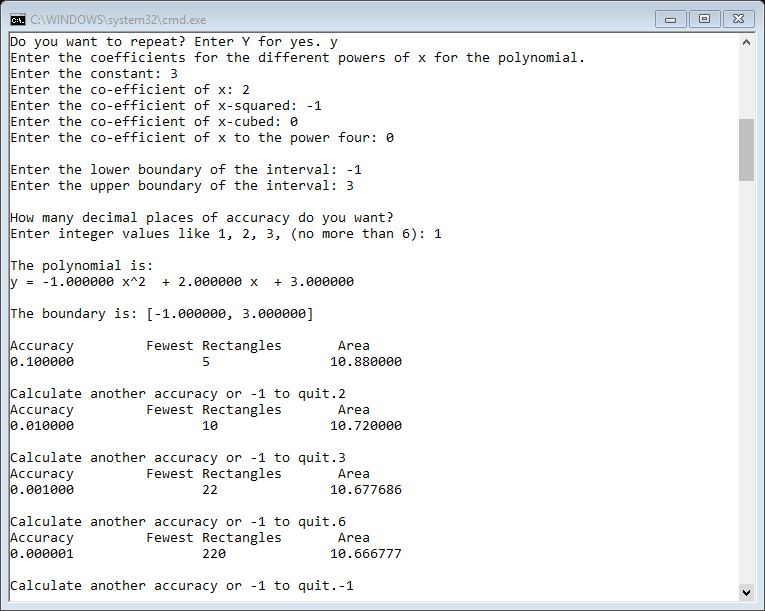 C:\WINDOWS\system32\cmd.exe
Do you want to repeat? Enter Y for yes. y
Enter the coefficients for the different powers of x for the polynomial.
Enter the constant: 3
Enter the co-efficient of x: 2
Enter the co-efficient of x-squared: -1
Enter the co-efficient of x-cubed: 0
Enter the co-efficient of x to the power four: 0
Enter the lower boundary of the interval: -1
Enter the upper boundary of the interval: 3
How many decimal places of accuracy do you want?
Enter integer values like 1, 2, 3, (no more than 6): 1
The polynomial is:
y = -1.000000 x^2  + 2.000000 x  + 3.000000
The boundary is: [-1.000000, 3.000000]
Accuracy         Fewest Rectangles       Area
0.100000                5               10.880000
Calculate another accuracy or -1 to quit.2
Accuracy         Fewest Rectangles       Area
0.010000                10              10.720000
Calculate another accuracy or -1 to quit.3
Accuracy         Fewest Rectangles       Area
0.001000                22              10.677686
Calculate another accuracy or -1 to quit.6
Accuracy         Fewest Rectangles       Area
0.000001                220             10.666777
Calculate another accuracy or -1 to quit.-1